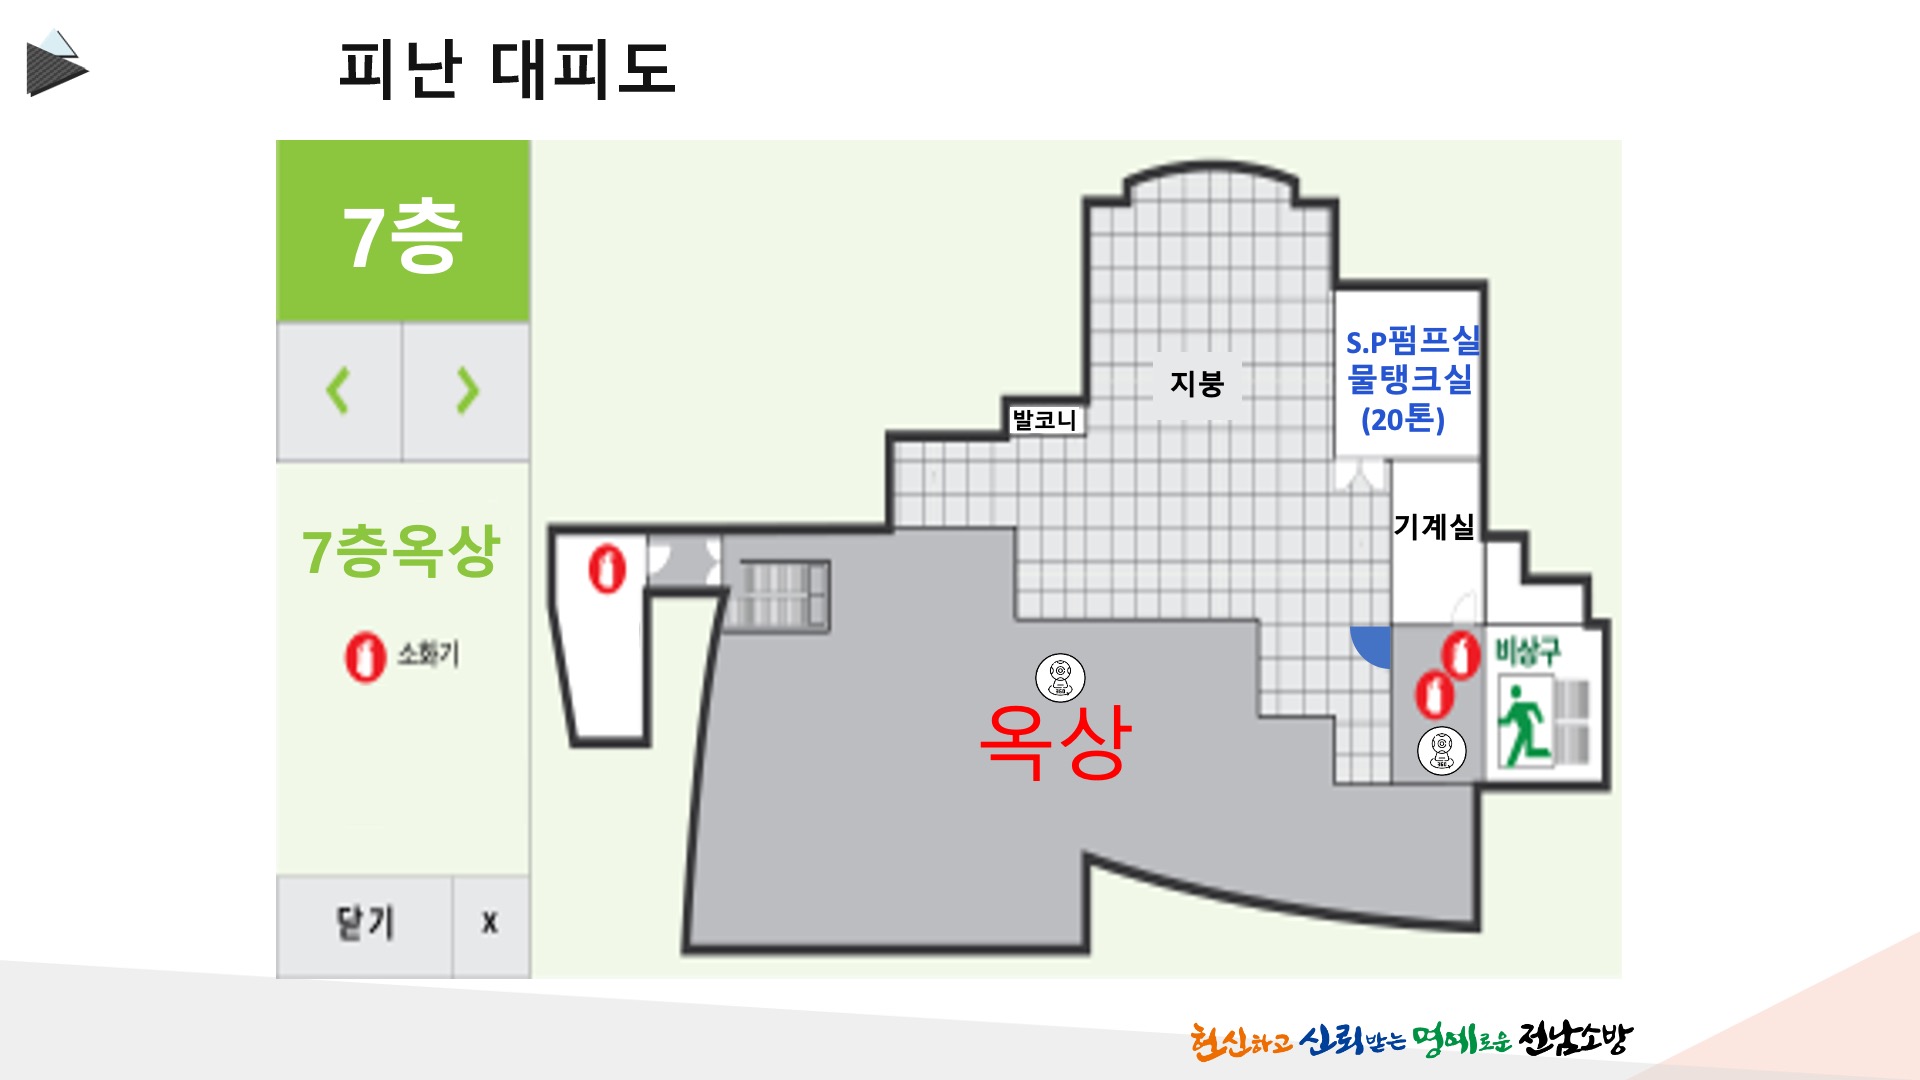 피난 대피도
7층
7층옥상
소화기
닫기
x
지붕
발코니
S.P펌프실
물탱크실
(20톤)
기계실
비상구
옥상
헌신하고 신뢰받는 명예로운 전남소방